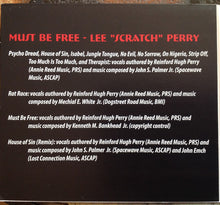 MUST BE FREE - LEE "SCRATCH" PERRY
Psycho Dread, House of Sin, Isabel, Jungle Tongue, No Evil, No Sorrow, On Nigeria, Strip Off,
Too Much Is Too Much, and Therapist: vocals authored by Reinford Hugh Perry
(Annie Reed Music, PRS) and music composed by John S. Palmer Jr. (Spacewave Music,
ASCAP)
Rat Race: vocals authored by Reinford Hugh Perry (Annie Reed Music, PRS) and music
composed by Mechial E. White Jr. (Dogstreet Road Music, BMI)
Must Be Free: vocals authored by Reinford Hugh Perry (Annie Reed Music, PRS) and
music composed by Kenneth M. Bankhead Jr. (copyright control)
House of Sin (Remix): vocals authored by Reinford Hugh Perry (Annie Reed Music, PRS)
and music composed by John S. Palmer Jr. (Spacewave Music, ASCAP) and John Emch
(Lost Connection Music, ASCAP)